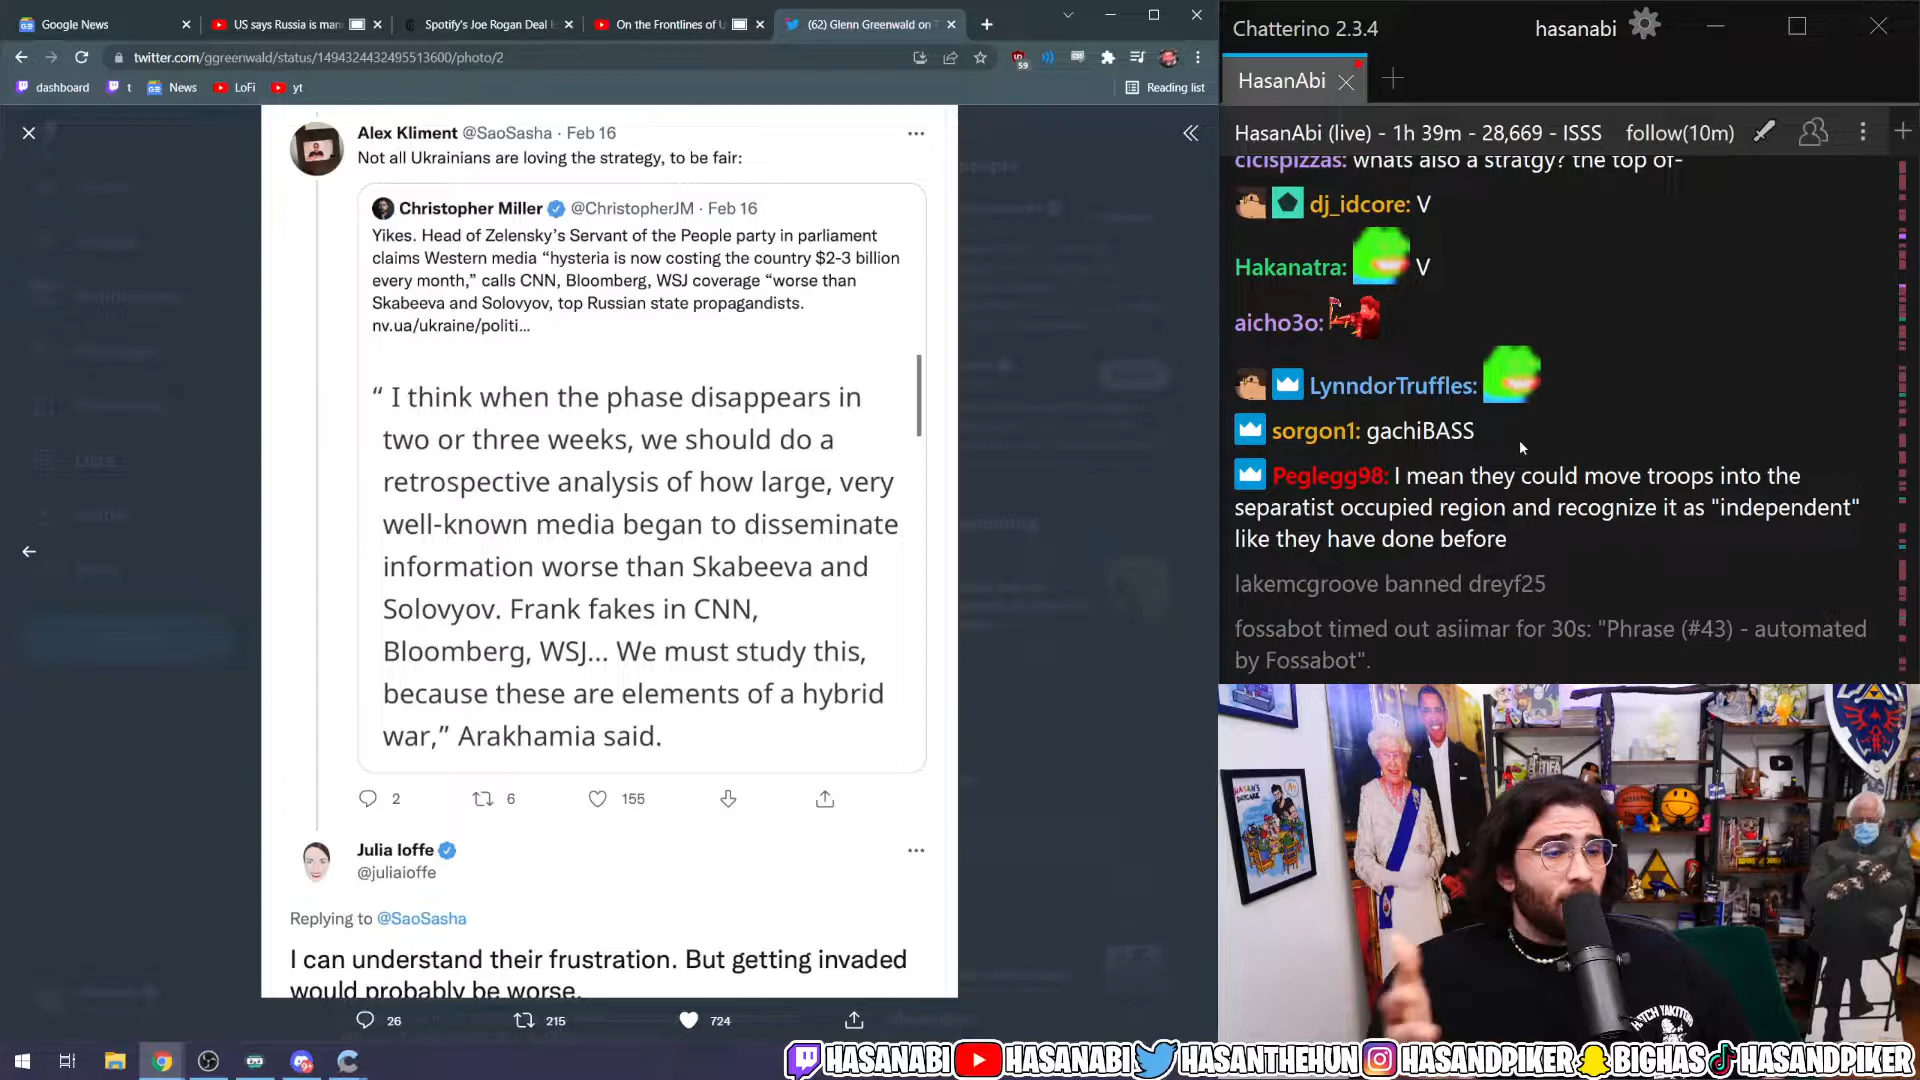 Google News
US says Russia is man
Spotify's Joe Rogan Deal
On the Frontlines of U
(62) Glenn Greenwald on T
twitter.com/ggreenwald/status/1494324432495513600/photo/2
59
dashboard
t
News
LoFi
yt
Reading list
Alex Kliment @SaoSasha · Feb 16
Not all Ukrainians are loving the strategy, to be fair:
Christopher Miller @ChristopherJM · Feb 16
Yikes. Head of Zelensky's Servant of the People party in parliament
claims Western media “hysteria is now costing the country $2-3 billion
every month,” calls CNN, Bloomberg, WSJ coverage “worse than
Skabeeva and Solovyov, top Russian state propagandists.
nv.ua/ukraine/politi...
“ I think when the phase disappears in
two or three weeks, we should do a
retrospective analysis of how large, very
well-known media began to disseminate
information worse than Skabeeva and
Solovyov. Frank fakes in CNN,
Bloomberg, WSJ... We must study this,
because these are elements of a hybrid
war,” Arakhamia said.
2
6
155
Julia Ioffe
@juliaioffe
Replying to @SaoSasha
I can understand their frustration. But getting invaded
would probably be worse.
26
215
724
Chatterino 2.3.4
hasanabi
HasanAbi
HasanAbi (live) - 1h 39m - 28,669 - ISSS
follow(10m)
cicispizzas: whats also a stratgy? the top of-
dj_idcore: V
Hakanatra: V
aicho3o:
LynndorTruffles:
sorgon1: gachiBASS
Peglegg98: I mean they could move troops into the
separatist occupied region and recognize it as "independent"
like they have done before
lakemcgroove banned dreyf25
fossabot timed out asiimar for 30s: "Phrase (#43) - automated
by Fossabot".
HASANABI
HASANABI
HASANTHEHUN
HASANDPIKER
BIGHAS
HASANDPIKER